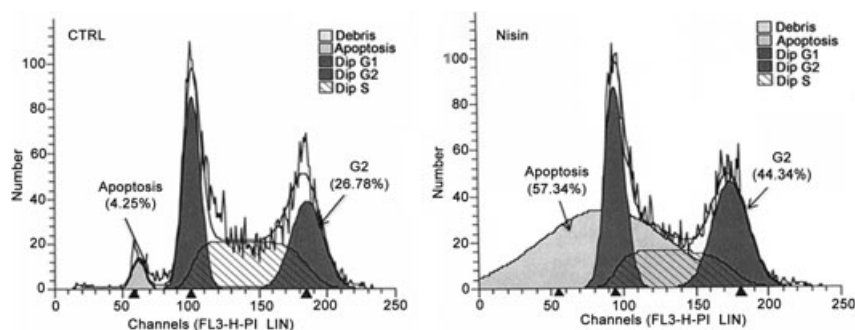 CTRL
Debris
Apoptosis
Dip G1
Dip G2
Dip S
Number
100
80
60
40
20
0
Apoptosis
(4.25%)
G2
(26.78%)
0 50 100 150 200 250
Channels (FL3-H-PI LIN)
Nisin
Debris
Apoptosis
Dip G1
Dip G2
Dip S
Number
100
80
60
40
20
0
Apoptosis
(57.34%)
G2
(44.34%)
0 50 100 150 200 250
Channels (FL3-H-PI LIN)